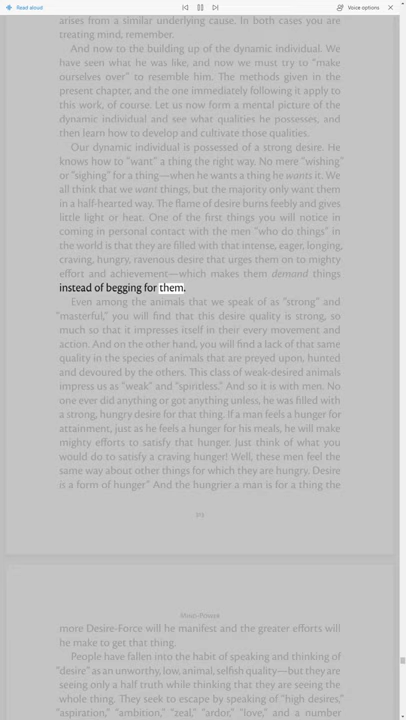 Read aloud
Voice options
arises from a similar underlying cause. In both cases you are
treating mind, remember.
And now to the building up of the dynamic individual. We
have seen what he was like, and now we must try to "make
ourselves over" to resemble him. The methods given in the
present chapter, and the one immediately following it apply to
this work, of course. Let us now form a mental picture of the
dynamic individual and see what qualities he possesses, and
then learn how to develop and cultivate those qualities.
Our dynamic individual is possessed of a strong desire. He
knows how to "want" a thing the right way. No mere "wishing"
or "sighing" for a thing—when he wants a thing he wants it. We
all think that we want things, but the majority only want them
in a half-hearted way. The flame of desire burns feebly and gives
little light or heat. One of the first things you will notice in
coming in personal contact with the men "who do things" in
the world is that they are filled with that intense, eager, longing,
craving, hungry, ravenous desire that urges them on to mighty
effort and achievement—which makes them demand things
instead of begging for them.
Even among the animals that we speak of as "strong" and
"masterful," you will find that this desire quality is strong, so
much so that it impresses itself in their every movement and
action. And on the other hand, you will find a lack of that same
quality in the species of animals that are preyed upon, hunted
and devoured by the others. This class of weak-desired animals
impress us as "weak" and "spiritless." And so it is with men. No
one ever did anything or got anything unless, he was filled with
a strong, hungry desire for that thing. If a man feels a hunger for
attainment, just as he feels a hunger for his meals, he will make
mighty efforts to satisfy that hunger. Just think of what you
would do to satisfy a craving hunger! Well, these men feel the
same way about other things for which they are hungry. Desire
is a form of hunger" And the hungrier a man is for a thing the
Mind-Power
more Desire-Force will he manifest and the greater efforts will
he make to get that thing.
People have fallen into the habit of speaking and thinking of
"desire" as an unworthy, low, animal, selfish quality—but they are
seeing only a half truth while thinking that they are seeing the
whole thing. They seek to escape by speaking of "high desires,"
"aspiration," "ambition," "zeal," "ardor," "love," and a number